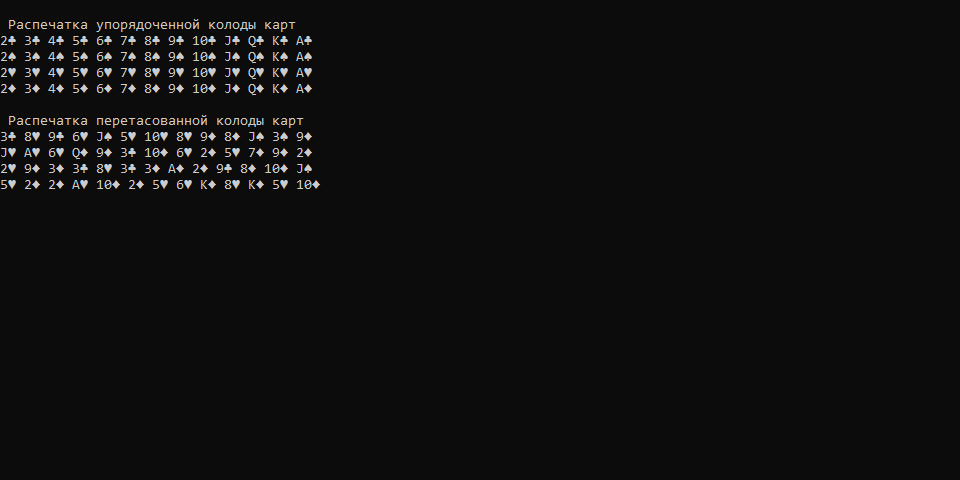 Распечатка упорядоченной колоды карт
2♣ 3♣ 4♣ 5♣ 6♣ 7♣ 8♣ 9♣ 10♣ J♣ Q♣ K♣ A♣
2♠ 3♠ 4♠ 5♠ 6♠ 7♠ 8♠ 9♠ 10♠ J♠ Q♠ K♠ A♠
2♥ 3♥ 4♥ 5♥ 6♥ 7♥ 8♥ 9♥ 10♥ J♥ Q♥ K♥ A♥
2♦ 3♦ 4♦ 5♦ 6♦ 7♦ 8♦ 9♦ 10♦ J♦ Q♦ K♦ A♦
Распечатка перетасованной колоды карт
3♣ 8♥ 9♣ 6♥ J♠ 5♥ 10♥ 8♥ 9♦ 8♦ J♠ 3♠ 9♦
J♥ A♥ 6♥ Q♦ 9♦ 3♣ 10♦ 6♥ 2♦ 5♥ 7♦ 9♦ 2♦
2♥ 9♦ 3♦ 3♣ 8♥ 3♣ 3♦ A♦ 2♦ 9♣ 8♦ 10♦ J♠
5♥ 2♦ 2♦ A♥ 10♦ 2♦ 5♥ 6♥ K♦ 8♥ K♦ 5♥ 10♦